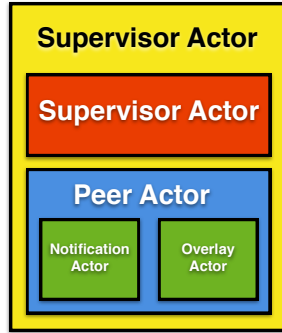 Supervisor Actor
Supervisor Actor
Peer Actor
Notification
Actor
Overlay
Actor